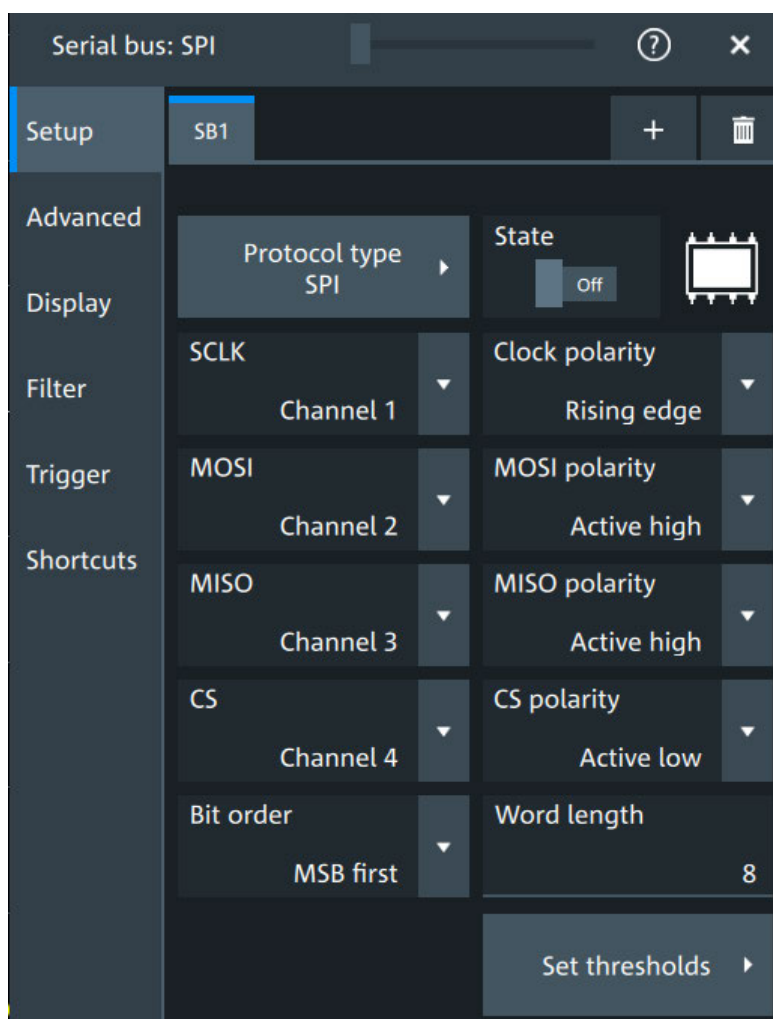 Serial bus: SPI
?
×
Setup
SB1
+
Advanced
Protocol type
SPI
State
Off
Display
SCLK
Channel 1
Clock polarity
Rising edge
Filter
MOSI
Channel 2
MOSI polarity
Active high
Trigger
MISO
Channel 3
MISO polarity
Active high
Shortcuts
CS
Channel 4
CS polarity
Active low
Bit order
MSB first
Word length
8
Set thresholds